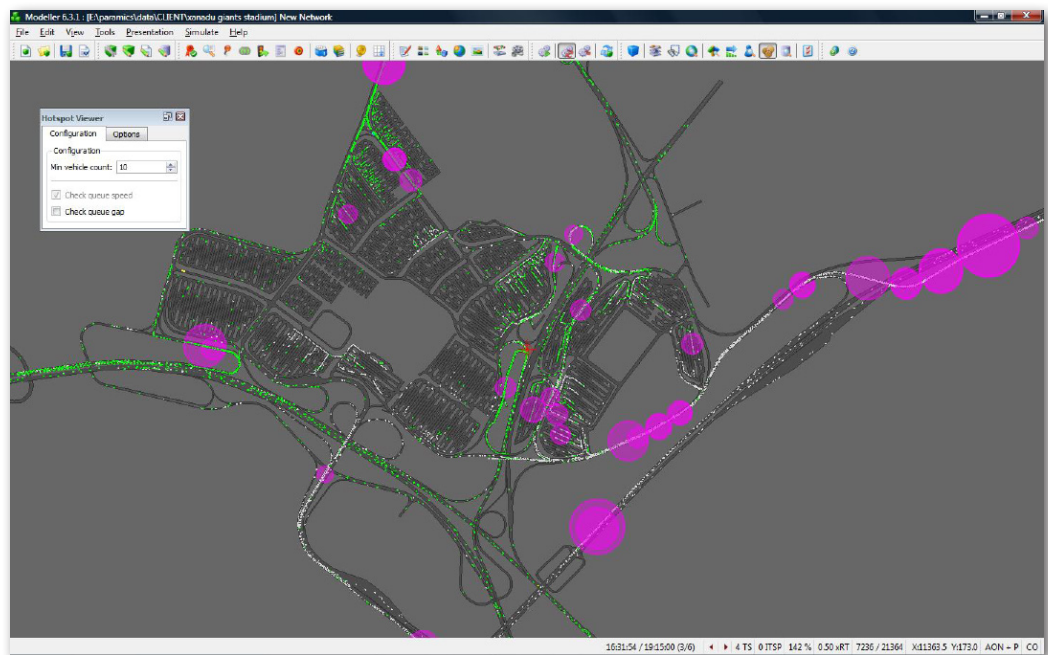 Modeller 6.3.1 : [E:\paramics\data\CLIENT\xanadu giants stadium] New Network
File Edit View Tools Presentation Simulate Help
Hotspot Viewer
Configuration Options
Configuration
Min vehicle count: 10
Check queue speed
Check queue gap
16:31:54 / 19:15:00 (3/6) 4 TS 0 ITSP 142 % 0.50 xRT 7236 / 21364 X:11363.5 Y:173.0 AON - P CO